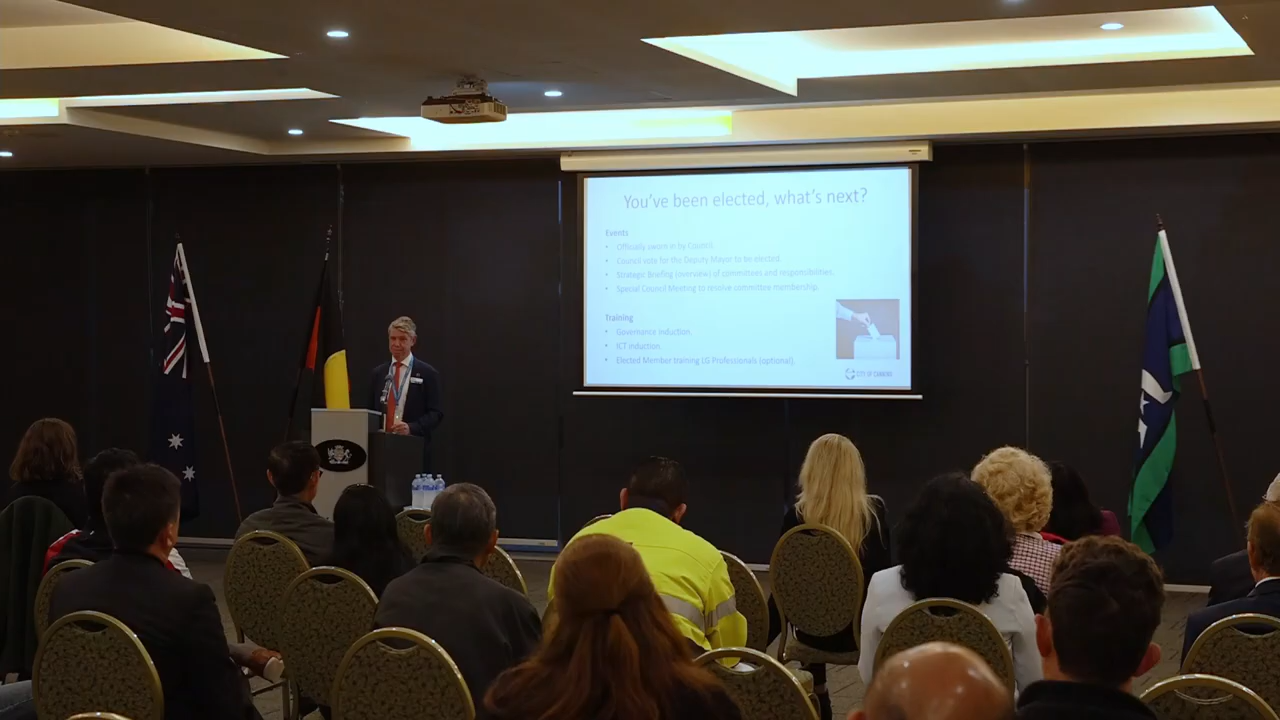 You've been elected, what's next?
Events
• Officially sworn in by Council.
• Council vote for the Deputy Mayor to be elected.
• Strategic Briefing (overview) of committees and responsibilities.
• Special Council Meeting to resolve committee membership.
Training
• Governance induction.
• ICT induction.
• Elected Member training LG Professionals (optional)
CITY OF CANNING